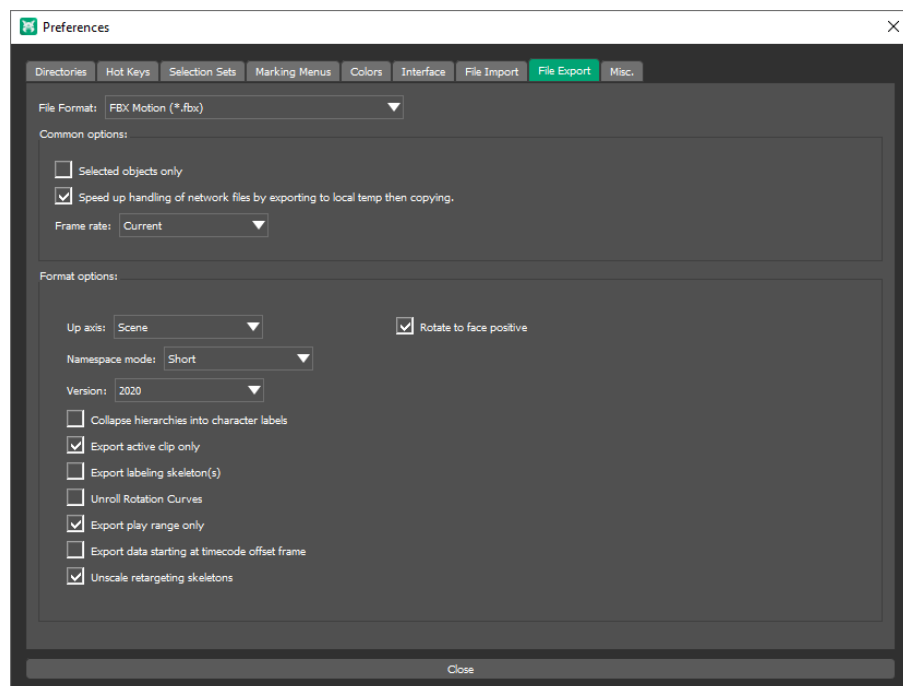 Preferences
Directories Hot Keys Selection Sets Marking Menus Colors Interface File Import File Export Misc.
File Format: FBX Motion (*.fbx)
Common options:
Selected objects only
Speed up handling of network files by exporting to local temp then copying.
Frame rate: Current
Format options:
Up axis: Scene Rotate to face positive
Namespace mode: Short
Version: 2020
Collapse hierarchies into character labels
Export active clip only
Export labeling skeleton(s)
Unroll Rotation Curves
Export play range only
Export data starting at timecode offset frame
Unscale retargeting skeletons
Close